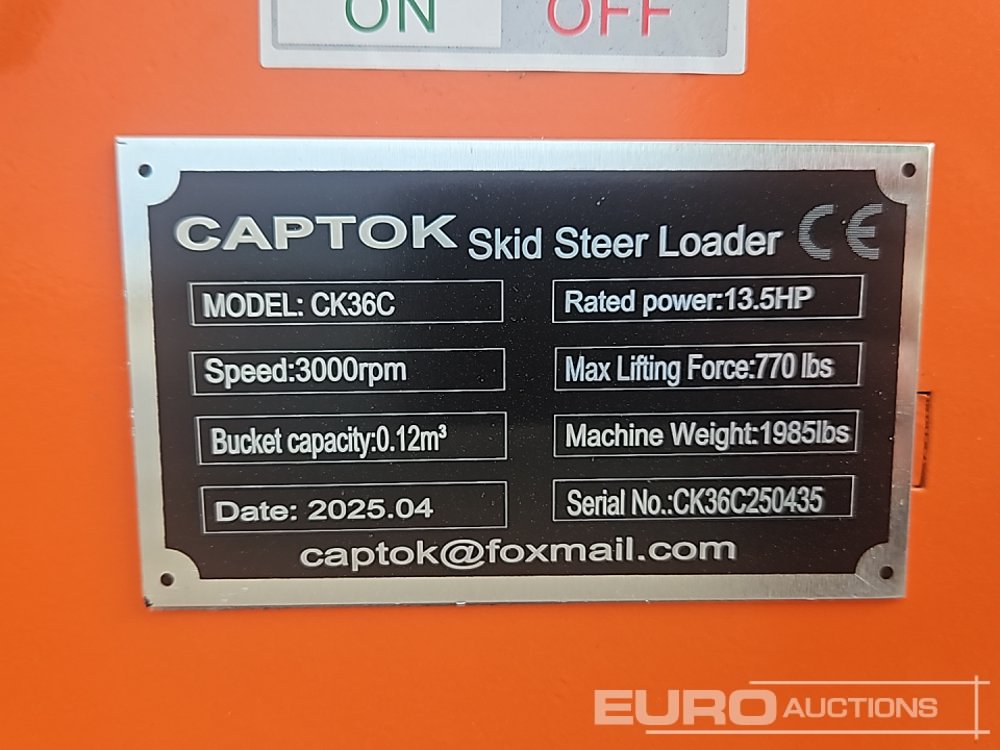 ON OFF
CAPTOK Skid Steer Loader CE
MODEL: CK36C
Rated power:13.5HP
Speed:3000rpm
Max Lifting Force:770 lbs
Bucket capacity:0.12m³
Machine Weight:1985lbs
Date: 2025.04
Serial No.:CK36C250435
captok@foxmail.com
EURO AUCTIONS